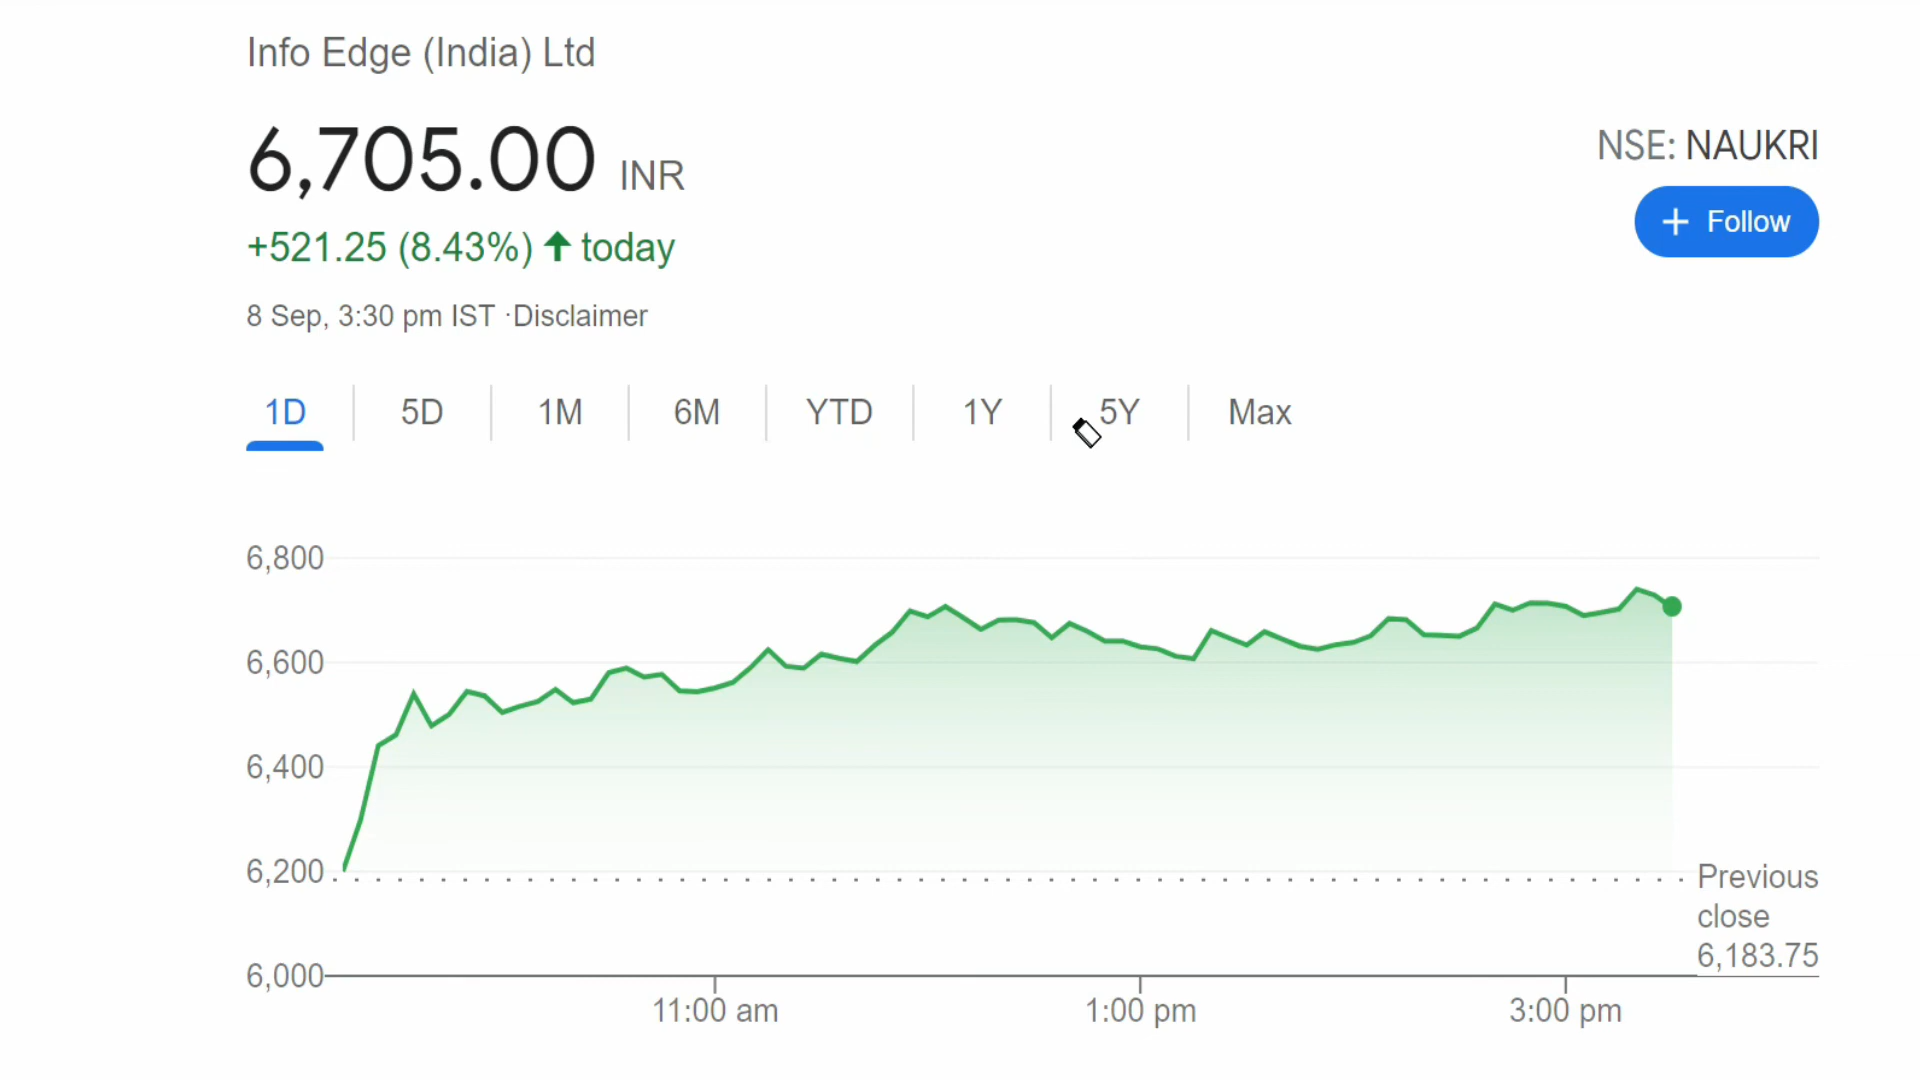 Info Edge (India) Ltd
6,705.00 INR
NSE: NAUKRI
+ Follow
+521.25 (8.43%) ↑ today
8 Sep, 3:30 pm IST ·Disclaimer
1D 5D 1M 6M YTD 1Y 5Y Max
6,800
6,600
6,400
6,200
6,000
Previous
close
6,183.75
11:00 am 1:00 pm 3:00 pm